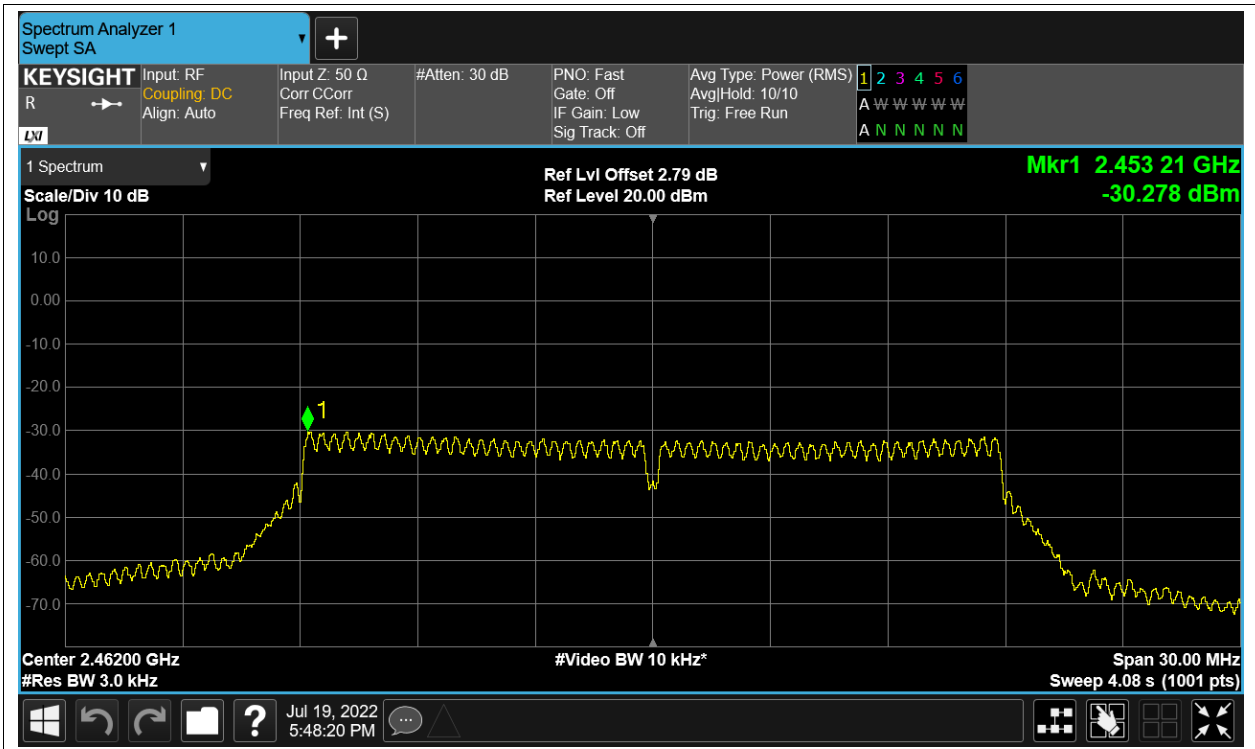 Spectrum Analyzer 1
Swept SA
KEYSIGHT
R
LXI
Input: RF
Coupling: DC
Align: Auto
Input Z: 50 Ω
Corr CCorr
Freq Ref: Int (S)
#Atten: 30 dB
PNO: Fast
Gate: Off
IF Gain: Low
Sig Track: Off
Avg Type: Power (RMS)
Avg|Hold: 10/10
Trig: Free Run
1 2 3 4 5 6
A W W W W W
A N N N N N
1 Spectrum
Scale/Div 10 dB
Log
Ref Lvl Offset 2.79 dB
Ref Level 20.00 dBm
Mkr1 2.453 21 GHz
-30.278 dBm
10.0
0.00
-10.0
-20.0
-30.0
-40.0
-50.0
-60.0
-70.0
1
Center 2.46200 GHz
#Res BW 3.0 kHz
#Video BW 10 kHz*
Span 30.00 MHz
Sweep 4.08 s (1001 pts)
?
Jul 19, 2022
5:48:20 PM